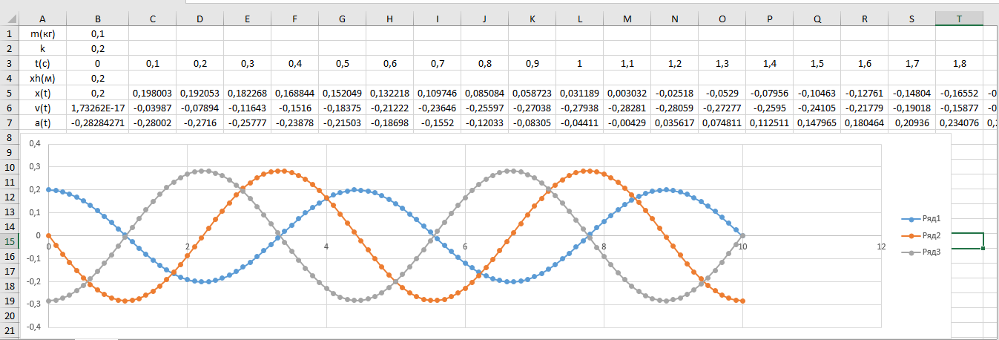 A B C D E F G H I J K L M N O P Q R S T
1 m(кг) 0,1
2 k 0,2
3 t(c) 0 0,1 0,2 0,3 0,4 0,5 0,6 0,7 0,8 0,9 1 1,1 1,2 1,3 1,4 1,5 1,6 1,7 1,8
4 xh(м) 0,2
5 x(t) 0,2 0,198003 0,192053 0,182268 0,168844 0,152049 0,132218 0,109746 0,085084 0,058723 0,031189 0,003032 -0,02518 -0,0529 -0,07956 -0,10463 -0,12761 -0,14804 -0,16552
6 v(t) 1,73262E-17 -0,03987 -0,07894 -0,11643 -0,1516 -0,18375 -0,21222 -0,23646 -0,25597 -0,27038 -0,27938 -0,28281 -0,28059 -0,27277 -0,2595 -0,24105 -0,21779 -0,19018 -0,15877
7 a(t) -0,28284271 -0,28002 -0,2716 -0,25777 -0,23878 -0,21503 -0,18698 -0,1552 -0,12033 -0,08305 -0,04411 -0,00429 0,035617 0,074811 0,112511 0,147965 0,180464 0,20936 0,234076
8
9
10
11
12
13
14
15
16
17
18
19
20
21
0,4
0,3
0,2
0,1
0
-0,1
-0,2
-0,3
-0,4
0 2 4 6 8 10 12
Ряд1
Ряд2
Ряд3